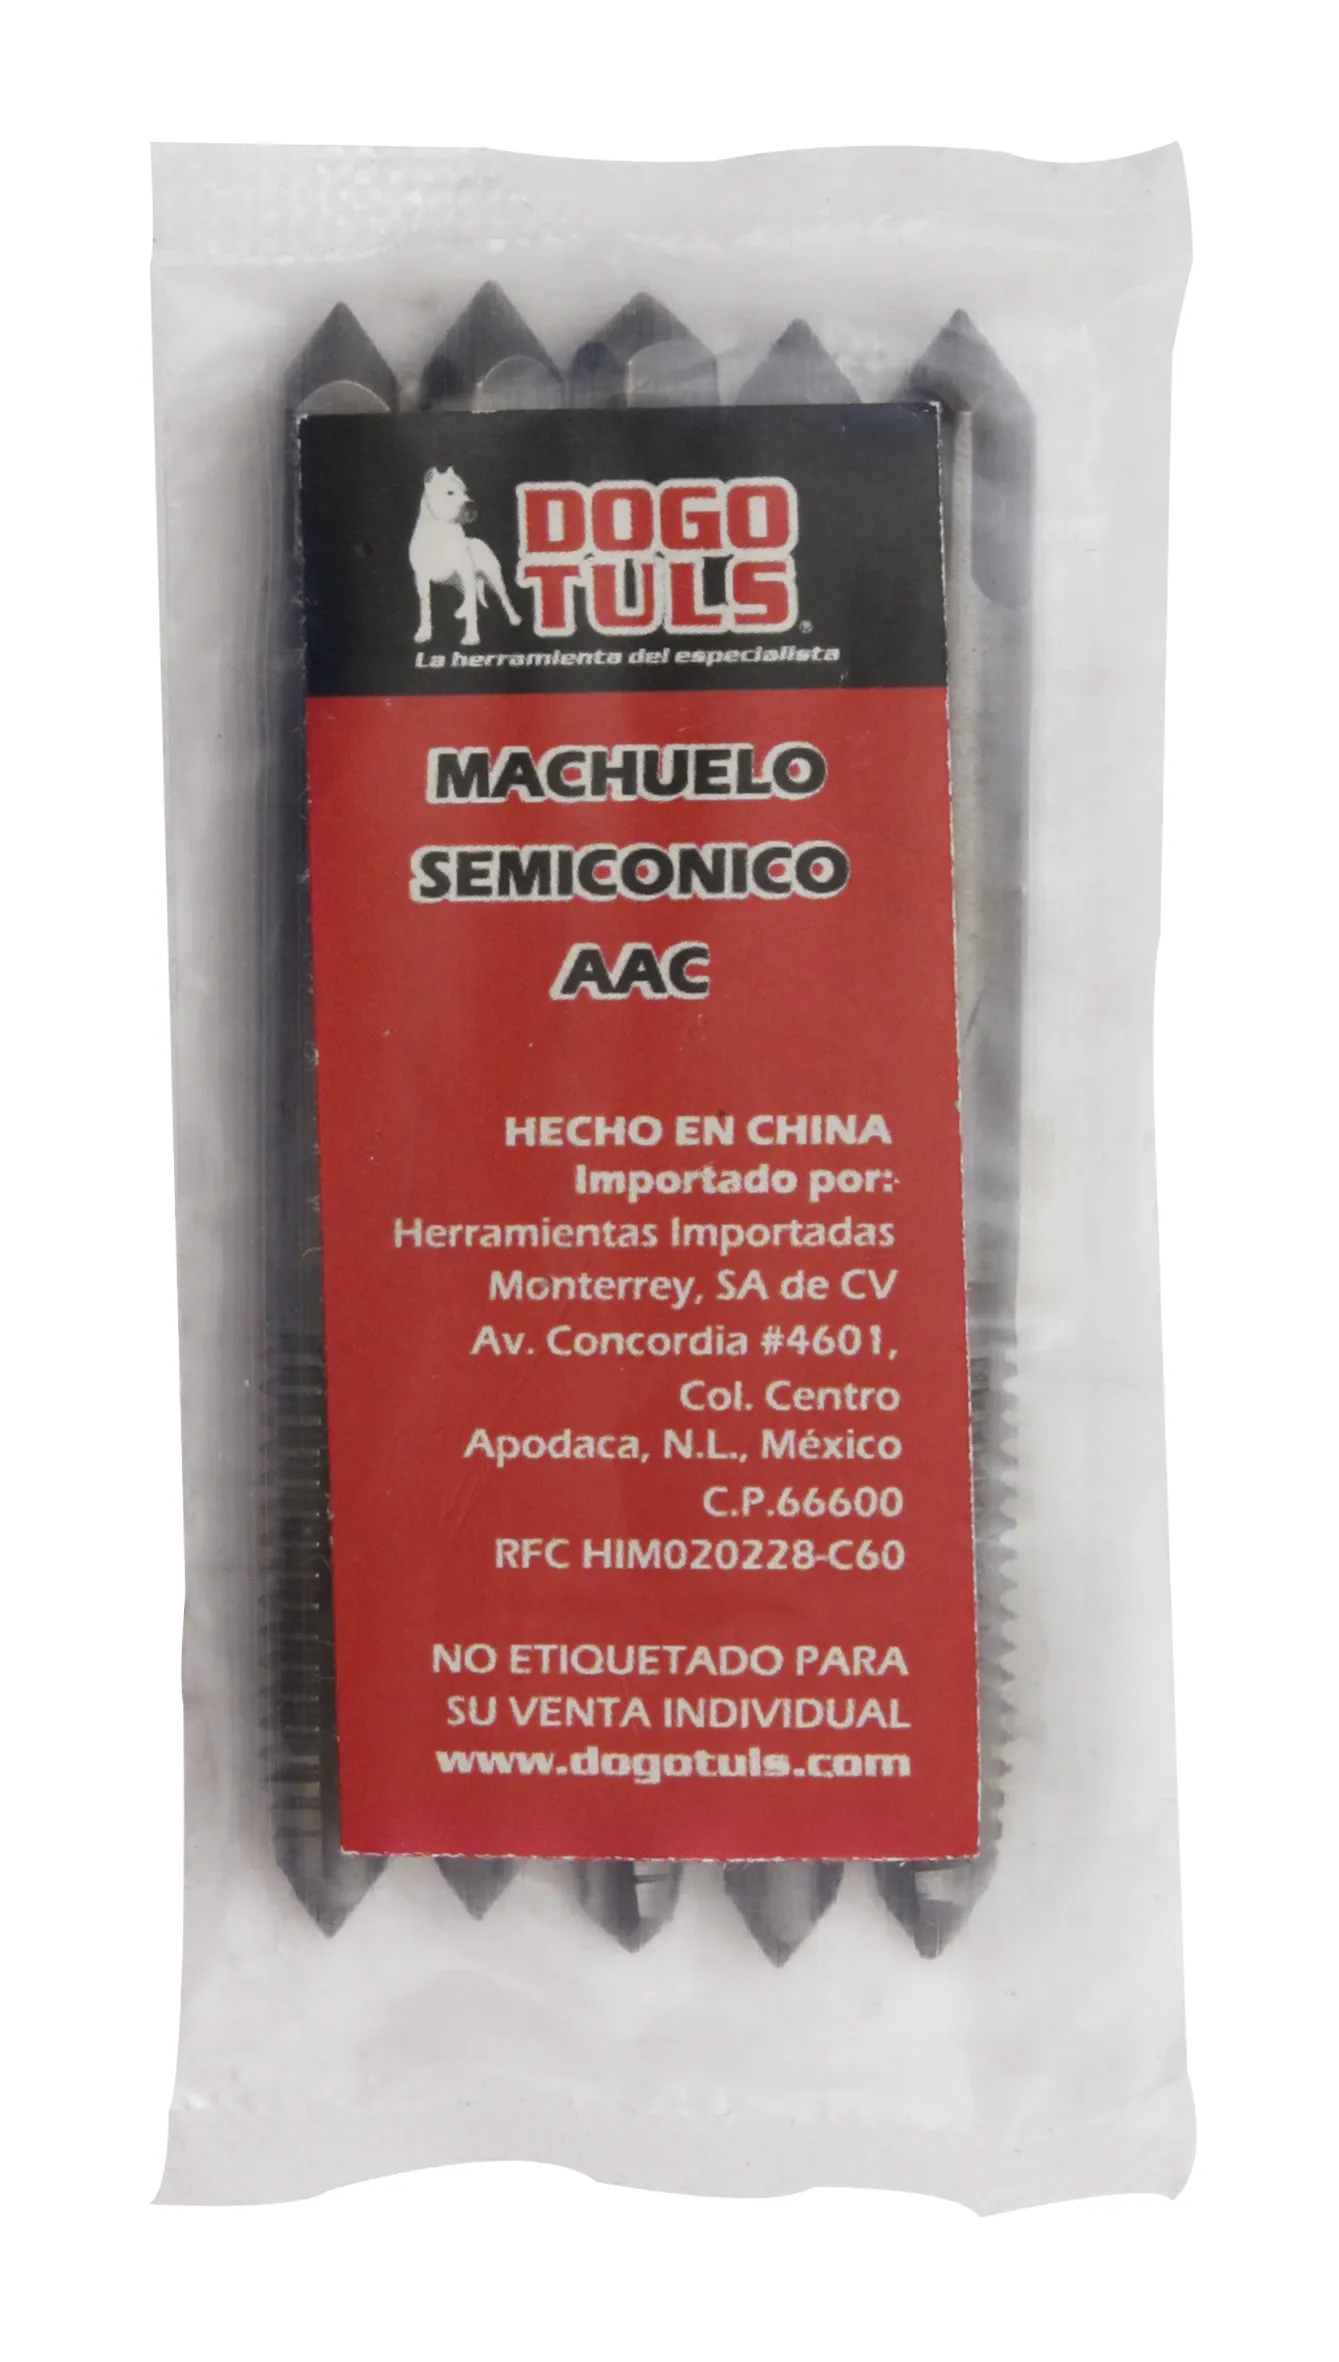 DOGO
TULS®
La herramienta del especialista
MACHUELO
SEMICONICO
AAC
HECHO EN CHINA
Importado por:
Herramientas Importadas
Monterrey, SA de CV
Av. Concordia #4601,
Col. Centro
Apodaca, N.L., México
C.P.66600
RFC HIM020228-C60
NO ETIQUETADO PARA
SU VENTA INDIVIDUAL
www.dogotuls.com